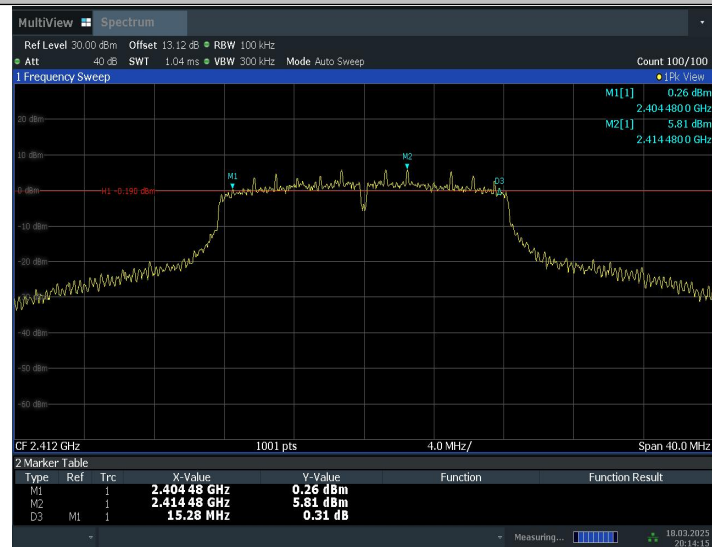 MultiView Spectrum
Ref Level 30.00 dBm Offset 13.12 dB RBW 100 kHz
Att 40 dB SWT 1.04 ms VBW 300 kHz Mode Auto Sweep Count 100/100
1 Frequency Sweep 1Pk View
M1[1] 0.26 dBm
2.404 480 0 GHz
M2[1] 5.81 dBm
2.414 480 0 GHz
20 dBm
10 dBm
M2
M1
D3
0 dBm
H1 -0.190 dBm
-10 dBm
-20 dBm
-30 dBm
-40 dBm
-50 dBm
-60 dBm
CF 2.412 GHz 1001 pts 4.0 MHz/ Span 40.0 MHz
2 Marker Table
Type Ref Trc X-Value Y-Value Function Function Result
M1 1 2.404 48 GHz 0.26 dBm
M2 1 2.414 48 GHz 5.81 dBm
D3 M1 1 15.28 MHz 0.31 dB
Measuring... 18.03.2025
20:14:15